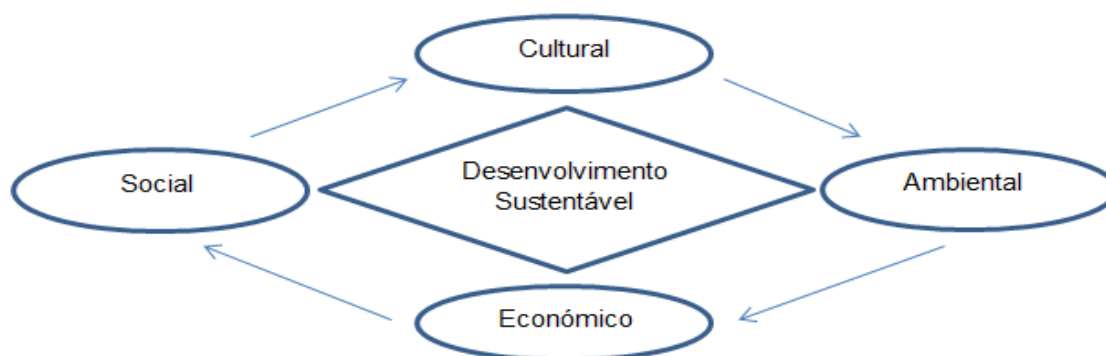 Cultural
Social
Desenvolvimento
Sustentável
Ambiental
Económico